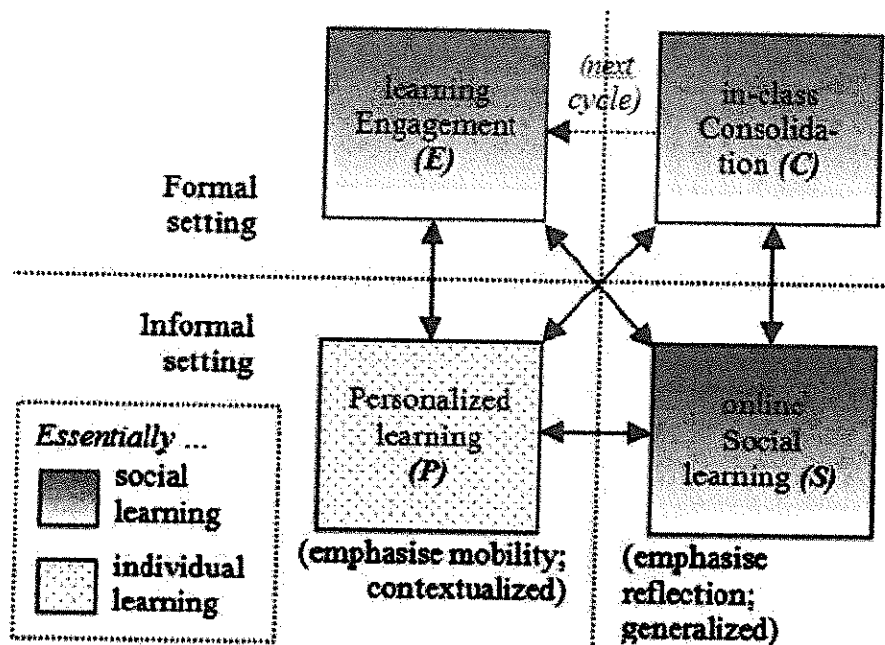 learning
Engagement
(E)
(next
cycle)
in-class
Consolida-
tion (C)
Formal
setting
Informal
setting
Personalized
learning
(P)
online
Social
learning (S)
Essentially ...
social
learning
individual
learning
(emphasise mobility;
contextualized)
(emphasise
reflection;
generalized)